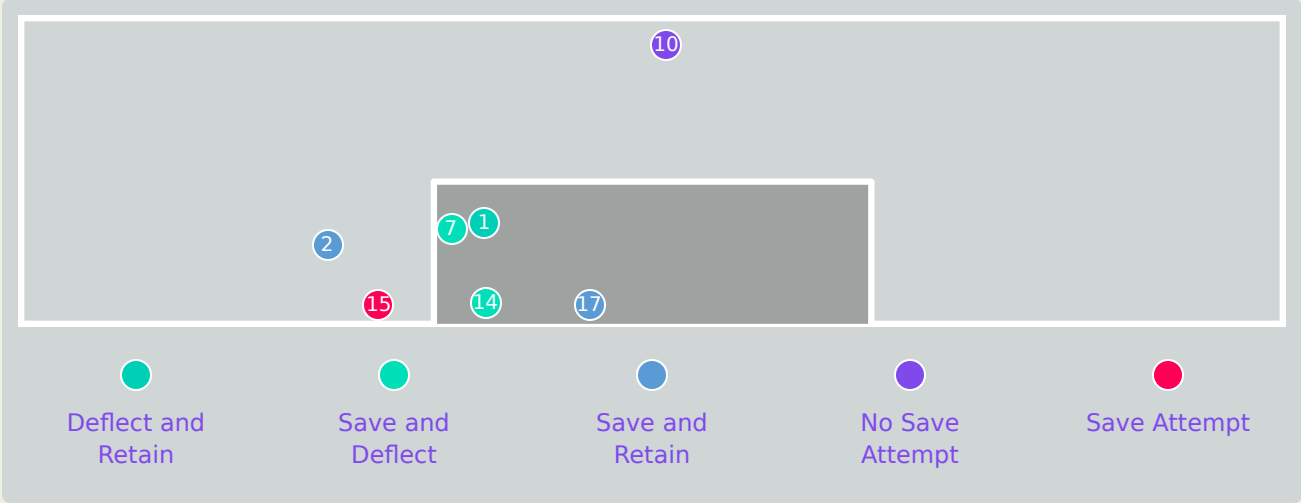 10
7
1
2
15
14
17
Deflect and
Retain
Save and
Deflect
Save and
Retain
No Save
Attempt
Save Attempt